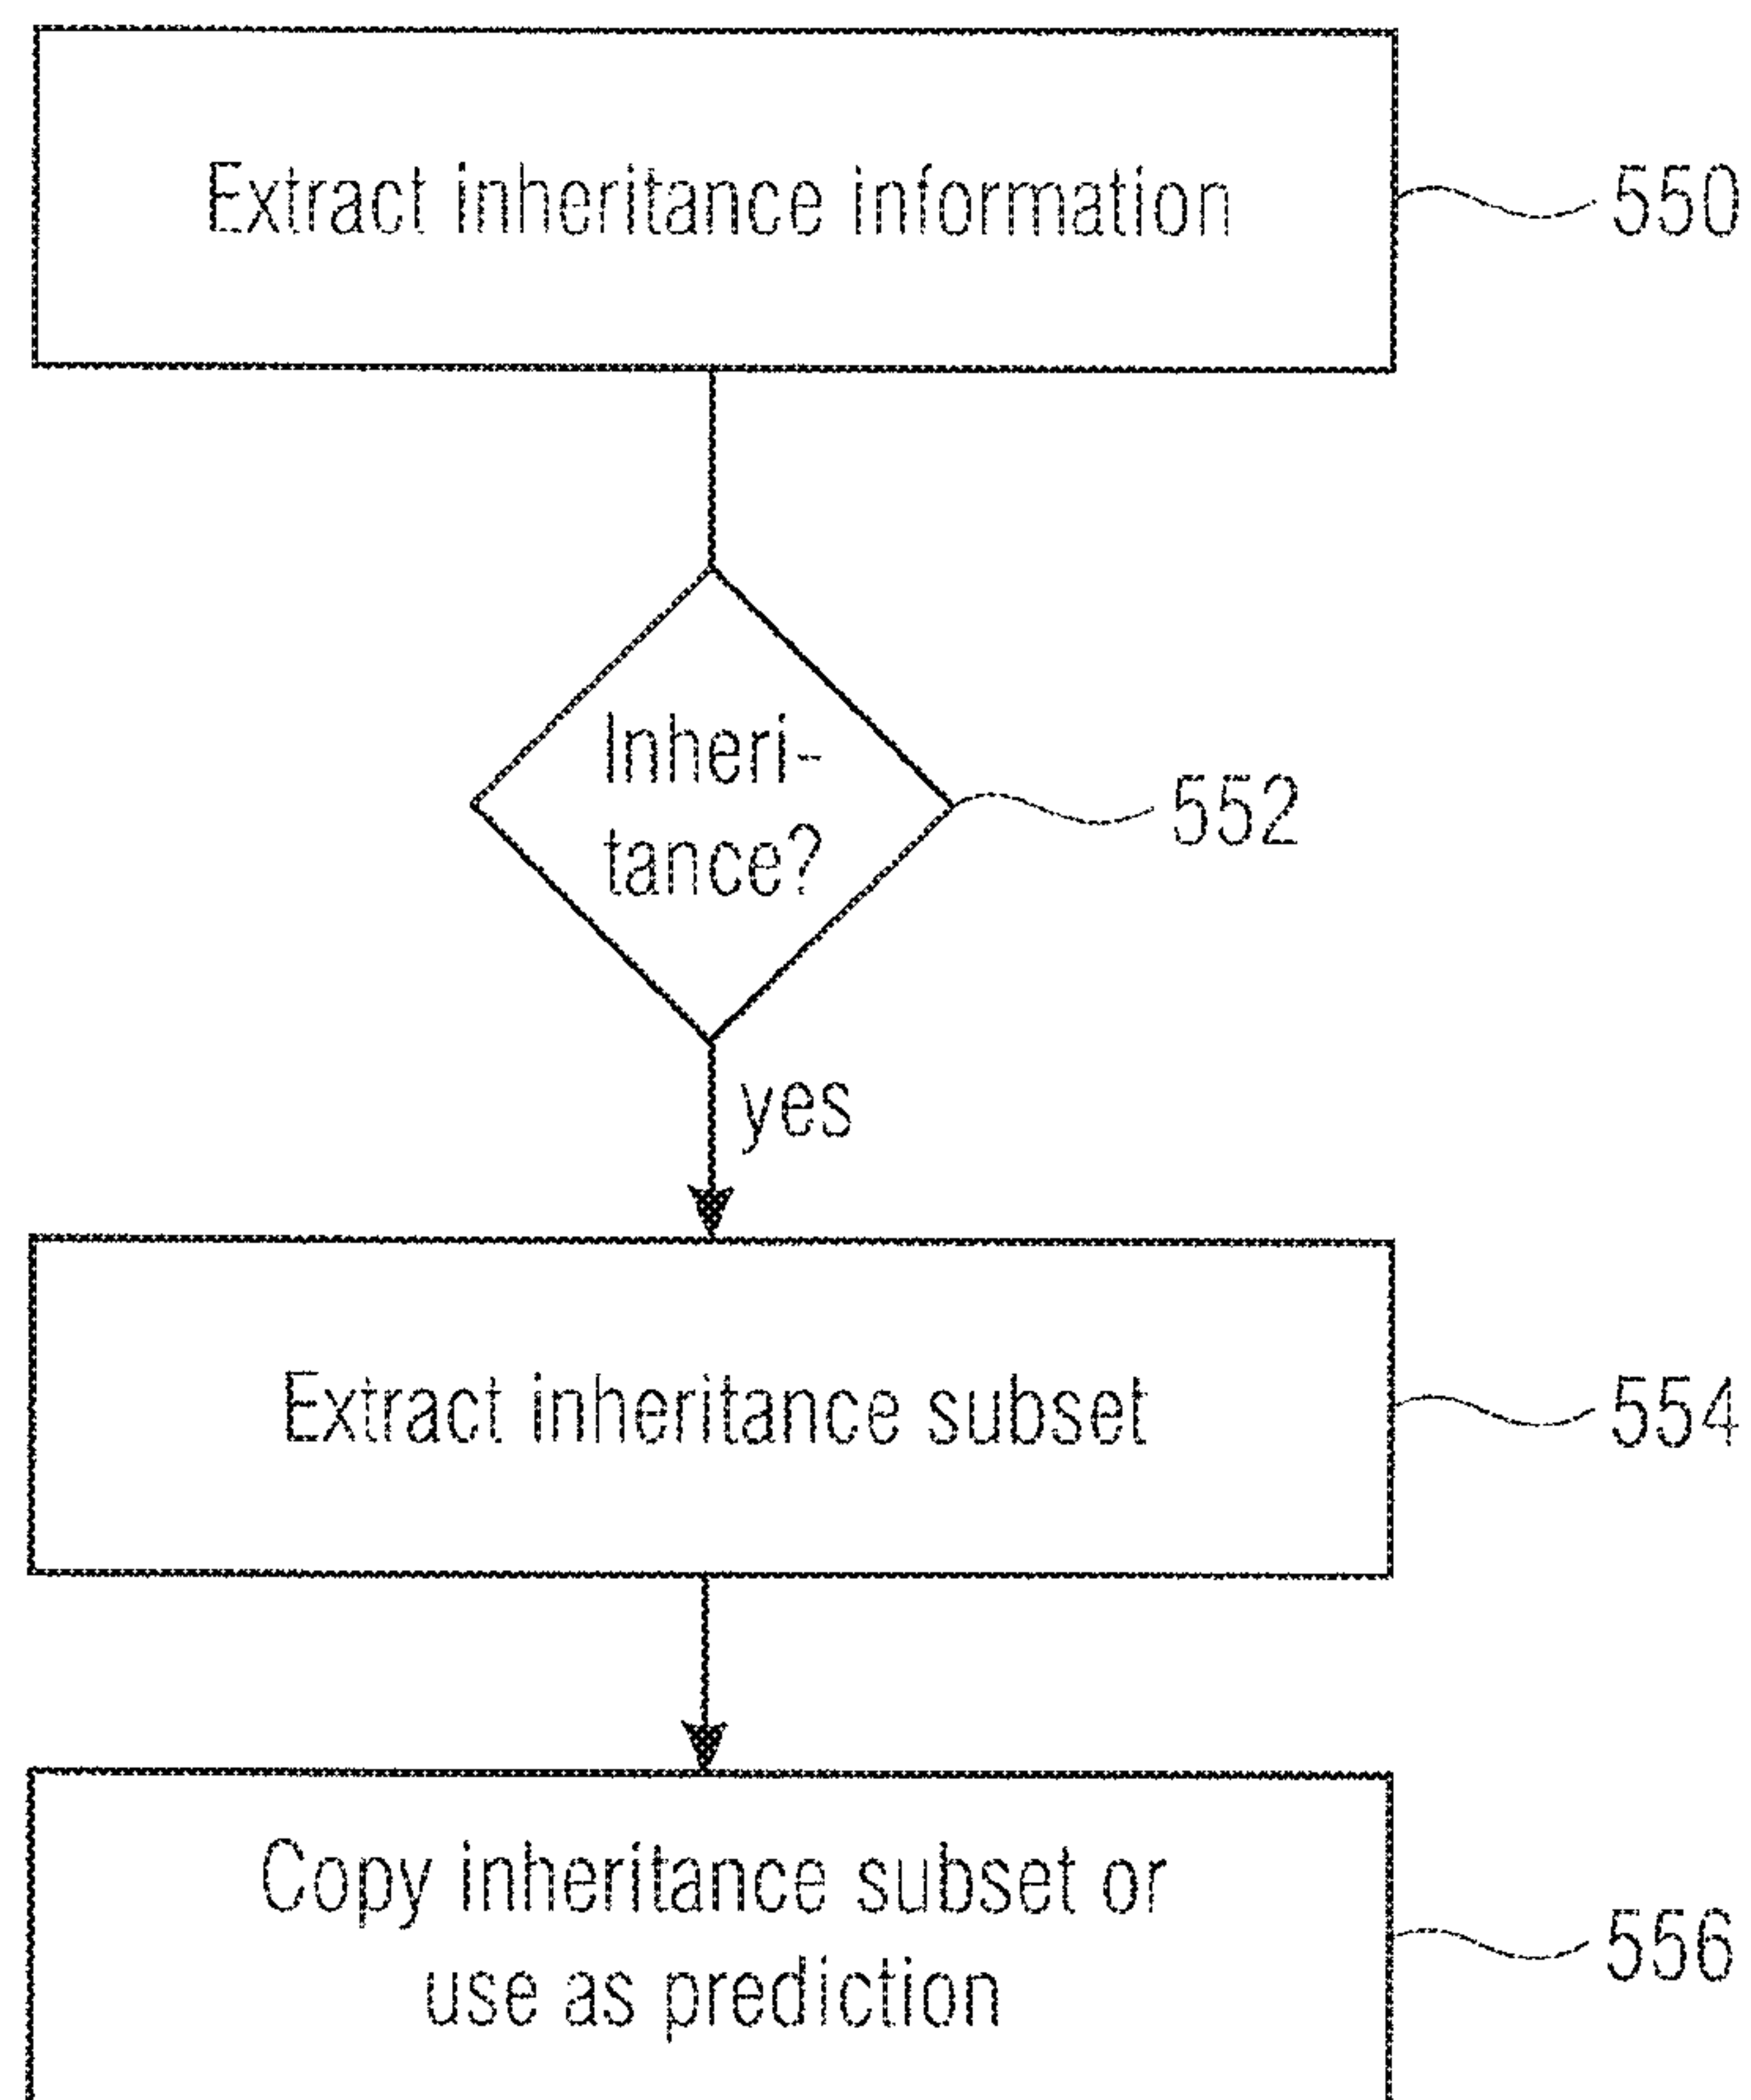 Extract inheritance information
550
Inheri-
tance?
552
yes
Extract inheritance subset
554
Copy inheritance subset or
use as prediction
556